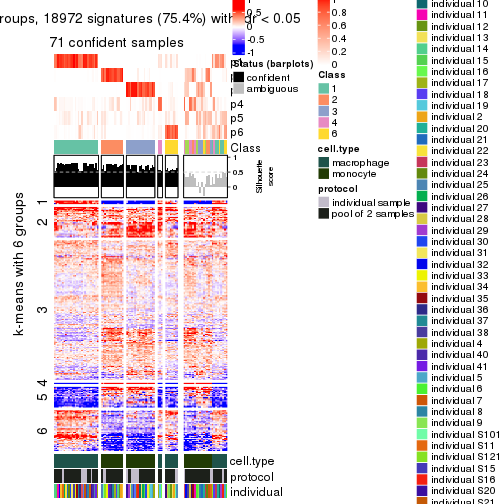 roups, 18972 signatures (75.4%) with
r < 0.05
71 confident samples
p4
p5
p6
Class
1
0.5
0
Silhouette
score
k-means with 6 groups
1
2
3
4
5
6
cell.type
protocol
individual
1
0.5
0
-0.5
-1
Status (barplots)
confident
ambiguous
1
0.8
0.6
0.4
0.2
0
Class
1
2
3
4
6
cell.type
macrophage
monocyte
protocol
individual sample
pool of 2 samples
individual 10
individual 11
individual 12
individual 13
individual 14
individual 15
individual 16
individual 17
individual 18
individual 19
individual 2
individual 20
individual 21
individual 22
individual 23
individual 24
individual 25
individual 26
individual 27
individual 28
individual 29
individual 30
individual 31
individual 32
individual 33
individual 34
individual 35
individual 36
individual 37
individual 38
individual 4
individual 40
individual 41
individual 5
individual 6
individual 7
individual 8
individual 9
individual S101
individual S11
individual S121
individual S15
individual S16
individual S20
individual S21